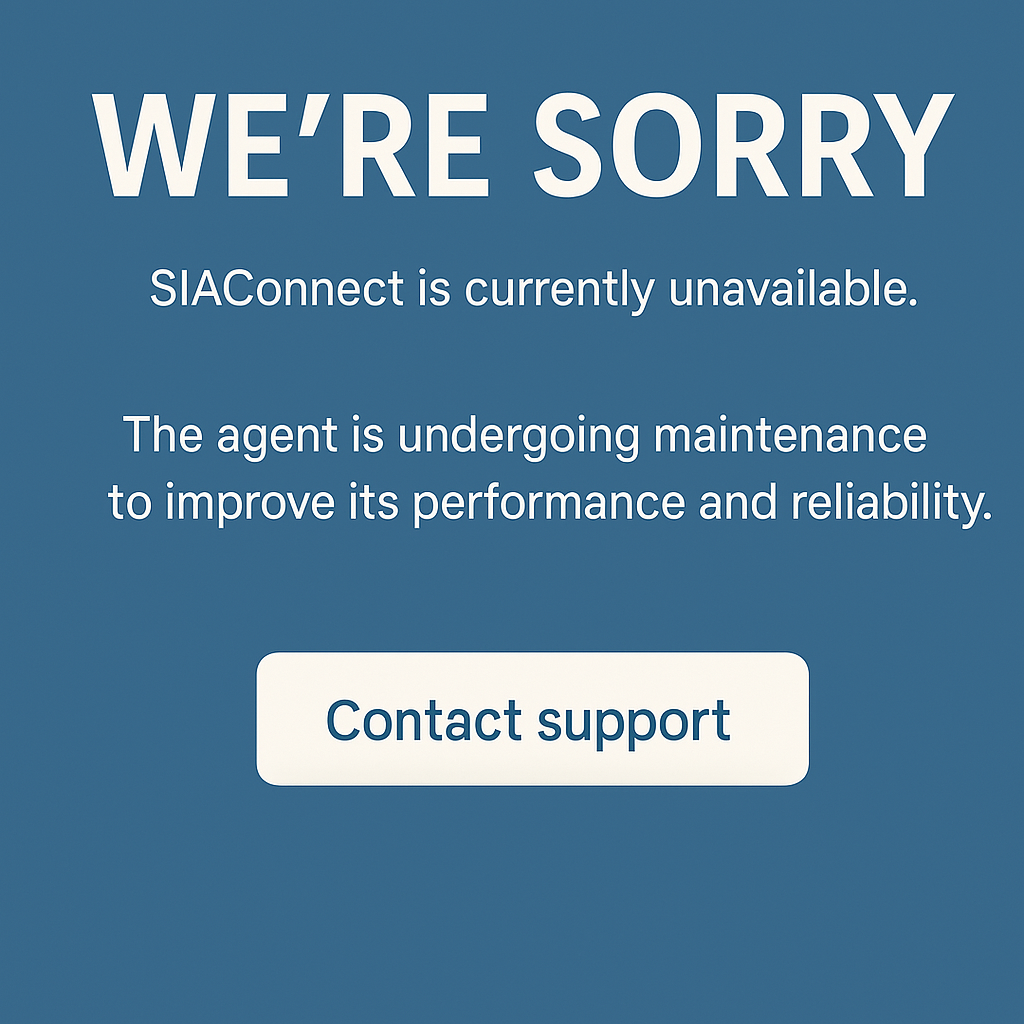 WE’RE SORRY
SIAConnect is currently unavailable.
The agent is undergoing maintenance
to improve its performance and reliability.
Contact support